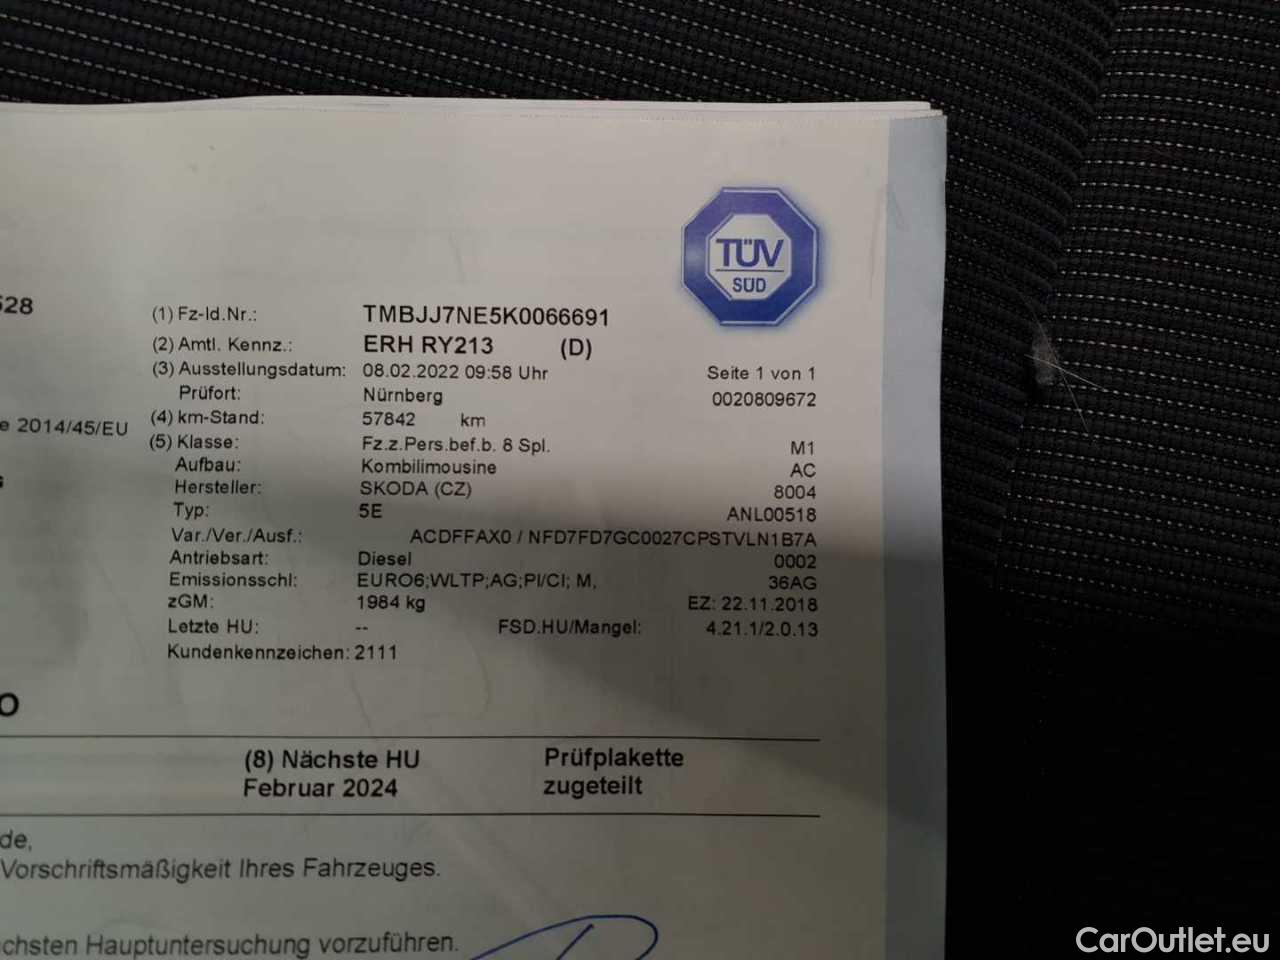 TÜV
SÜD
528
(1) Fz-Id.Nr.: TMBJJ7NE5K0066691
(2) Amtl. Kennz.: ERH RY213 (D)
(3) Ausstellungsdatum: 08.02.2022 09:58 Uhr Seite 1 von 1
Prüfort: Nürnberg 0020809672
e 2014/45/EU (4) km-Stand: 57842 km
(5) Klasse: Fz.z.Pers.bef.b. 8 Spl. M1
Aufbau: Kombilimousine AC
Hersteller: SKODA (CZ) 8004
Typ: 5E ANL00518
Var./Ver./Ausf.: ACDFFAX0 / NFD7FD7GC0027CPSTVLN1B7A
Antriebsart: Diesel 0002
Emissionsschl: EURO6;WLTP;AG;PI/CI; M, 36AG
zGM: 1984 kg EZ: 22.11.2018
Letzte HU: -- FSD.HU/Mangel: 4.21.1/2.0.13
Kundenkennzeichen: 2111
(8) Nächste HU Prüfplakette
Februar 2024 zugeteilt
de,
Vorschriftsmäßigkeit Ihres Fahrzeuges.
chsten Hauptuntersuchung vorzuführen.
CarOutlet.eu